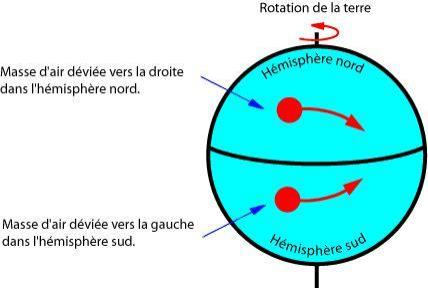 Rotation de la terre
Hémisphère nord
Masse d'air déviée vers la droite
dans l'hémisphère nord.
Masse d'air déviée vers la gauche
dans l'hémisphère sud.
Hémisphère sud